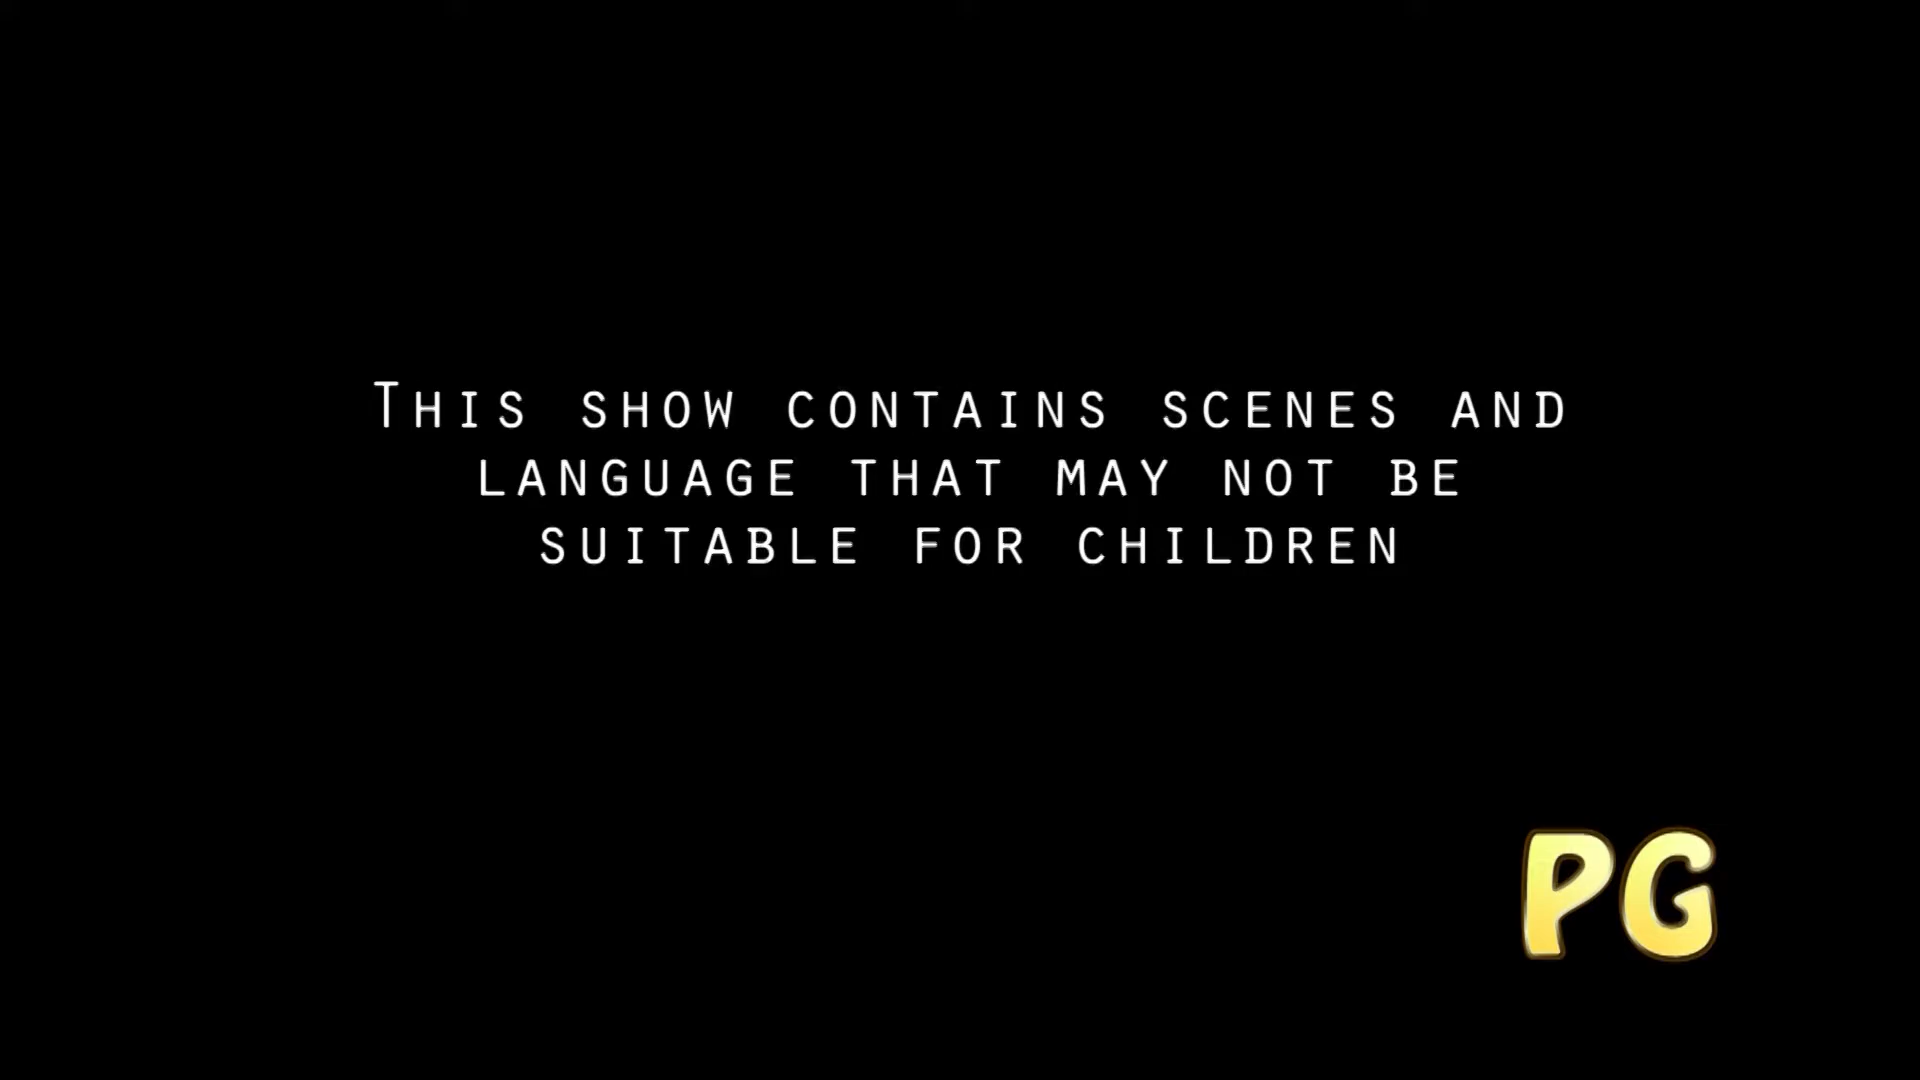 This show contains scenes and
language that may not be
suitable for children
PG